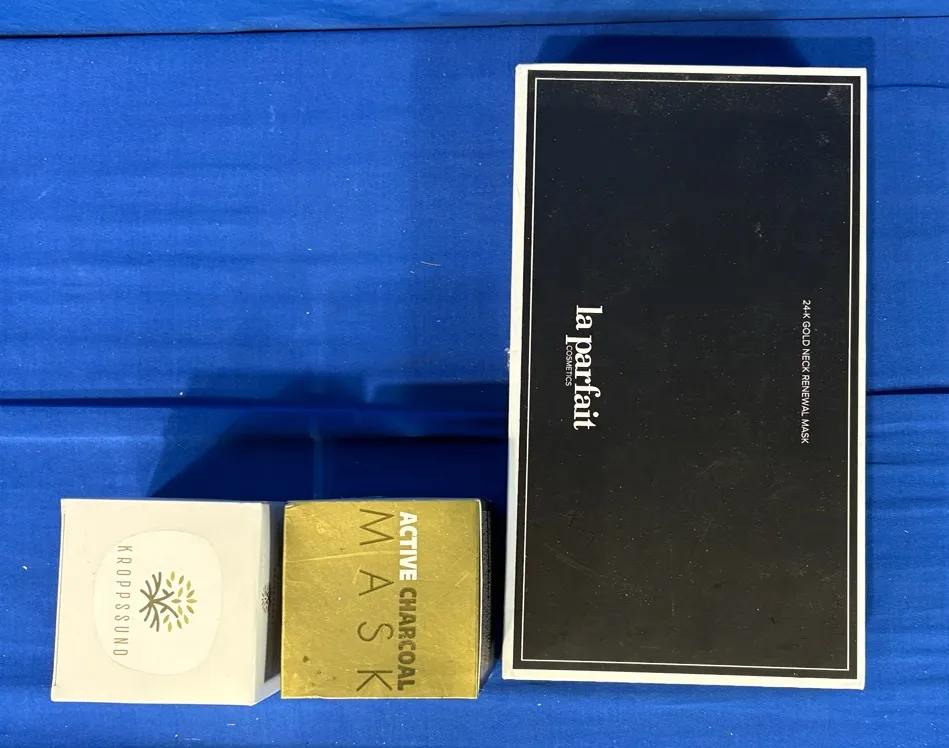 KROPPSSUND
ACTIVE CHARCOAL
MASK
la parfait
COSMETICS
24-K GOLD NECK RENEWAL MASK